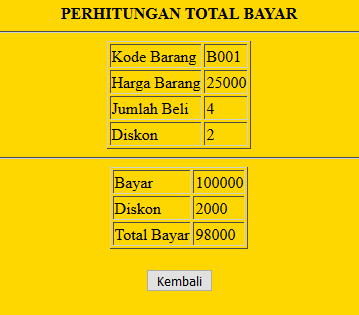 PERHITUNGAN TOTAL BAYAR
Kode Barang B001
Harga Barang 25000
Jumlah Beli 4
Diskon 2
Bayar 100000
Diskon 2000
Total Bayar 98000
Kembali